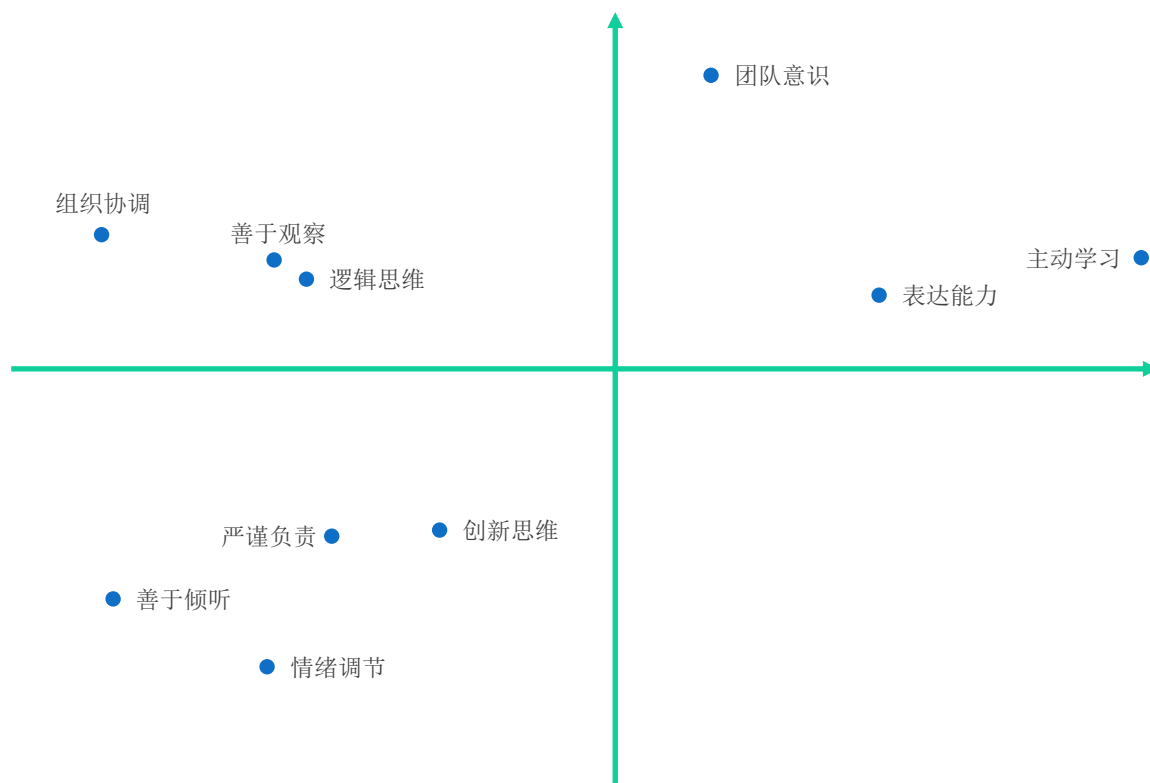 团队意识
组织协调
善于观察
主动学习
逻辑思维
表达能力
创新思维
严谨负责
善于倾听
情绪调节